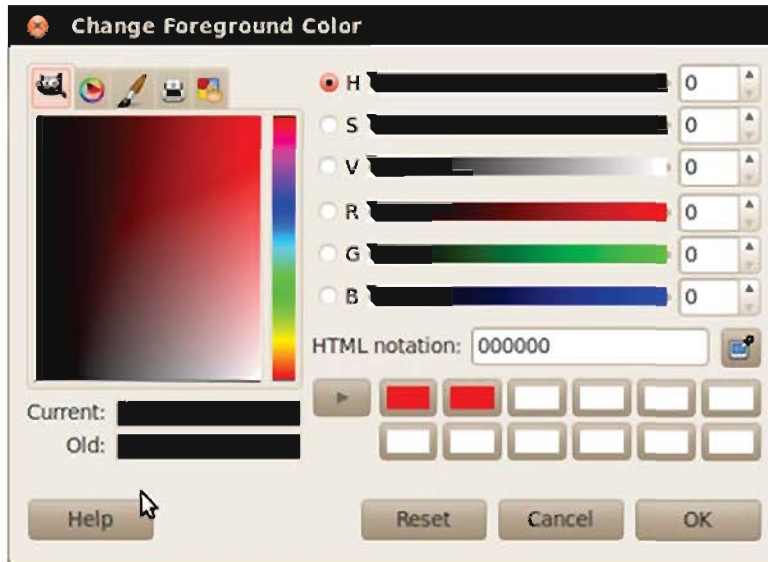 Change Foreground Color
H 0
S 0
V 0
R 0
G 0
B 0
HTML notation: 000000
Current:
Old:
Help Reset Cancel OK